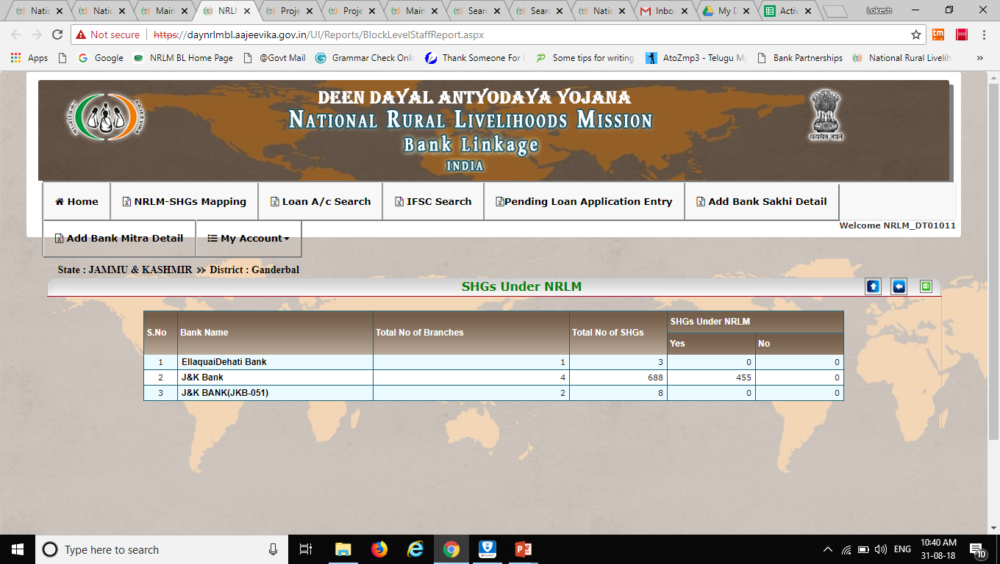 Natic
Natic
Main
NRLM
Proje
Proje
Main
Searc
Searc
Natic
Inbo
My D
Activ
Lokesh
Not secure
https://daynrlmbl.aajeevika.gov.in/UI/Reports/BlockLevelStaffReport.aspx
Apps
Google
NRLM BL Home Page
@Govt Mail
Grammar Check Onli
Thank Someone For
Some tips for writing
AtoZmp3 - Telugu Mp
Bank Partnerships
National Rural Livelih
»
DEEN DAYAL ANTYODAYA YOJANA
NATIONAL RURAL LIVELIHOODS MISSION
Bank Linkage
INDIA
AAJEEVIKA
सत्यमेव जयते
Home
NRLM-SHGs Mapping
Loan A/c Search
IFSC Search
Pending Loan Application Entry
Add Bank Sakhi Detail
Welcome NRLM_DT01011
Add Bank Mitra Detail
My Account
State : JAMMU & KASHMIR » District : Ganderbal
SHGs Under NRLM
S.No Bank Name Total No of Branches Total No of SHGs SHGs Under NRLM
Yes No
1 EllaquaiDehati Bank 1 3 0 0
2 J&K Bank 4 688 455 0
3 J&K BANK(JKB-051) 2 8 0 0
Type here to search
ENG
10:40 AM
31-08-18
10